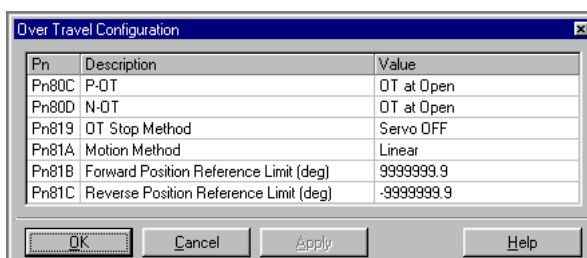 Over Travel Configuration
Pn Description Value
Pn80C P-OT OT at Open
Pn80D N-OT OT at Open
Pn819 OT Stop Method Servo OFF
Pn81A Motion Method Linear
Pn81B Forward Position Reference Limit (deg) 9999999.9
Pn81C Reverse Position Reference Limit (deg) -9999999.9
OK Cancel Apply Help